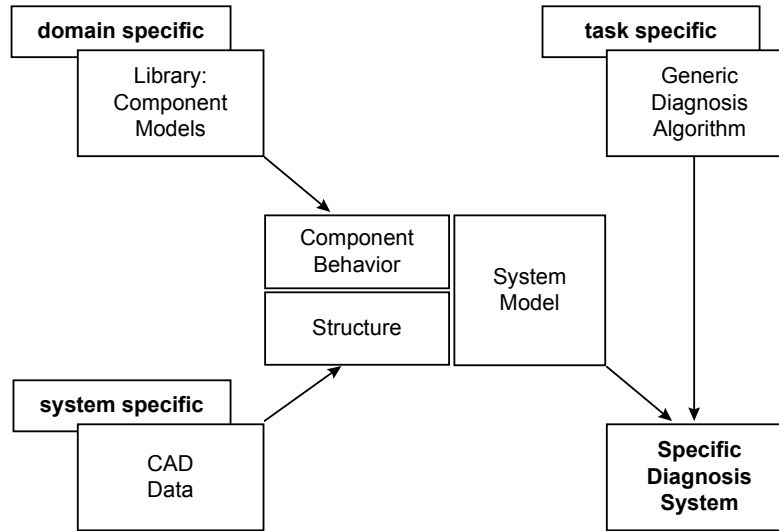 domain specific
Library:
Component
Models
task specific
Generic
Diagnosis
Algorithm
Component
Behavior
System
Model
Structure
system specific
CAD
Data
Specific
Diagnosis
System